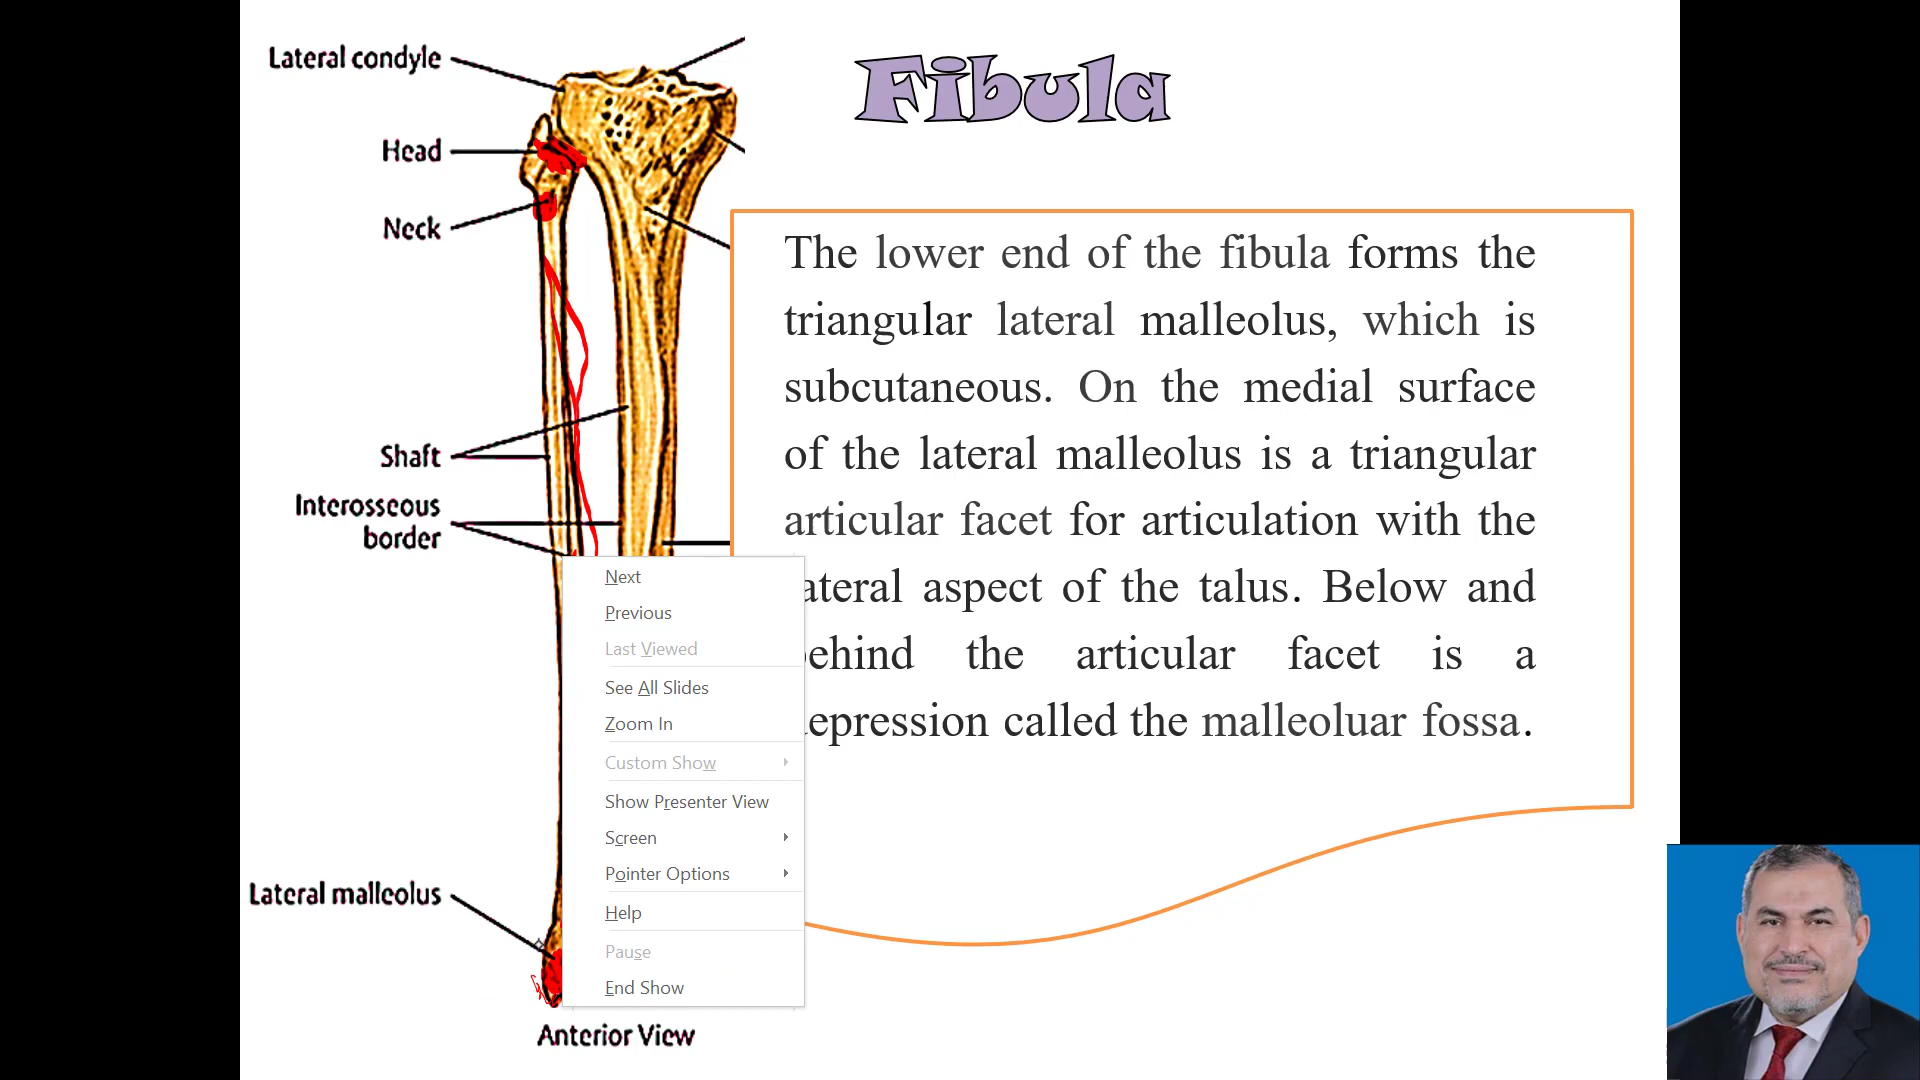 Fibula
Lateral condyle
Head
Neck
Shaft
Interosseous
border
Lateral malleolus
Anterior View
The lower end of the fibula forms the
triangular lateral malleolus, which is
subcutaneous. On the medial surface
of the lateral malleolus is a triangular
articular facet for articulation with the
ateral aspect of the talus. Below and
ehind the articular facet is a
epression called the malleoluar fossa.
Next
Previous
Last Viewed
See All Slides
Zoom In
Custom Show
Show Presenter View
Screen
Pointer Options
Help
Pause
End Show